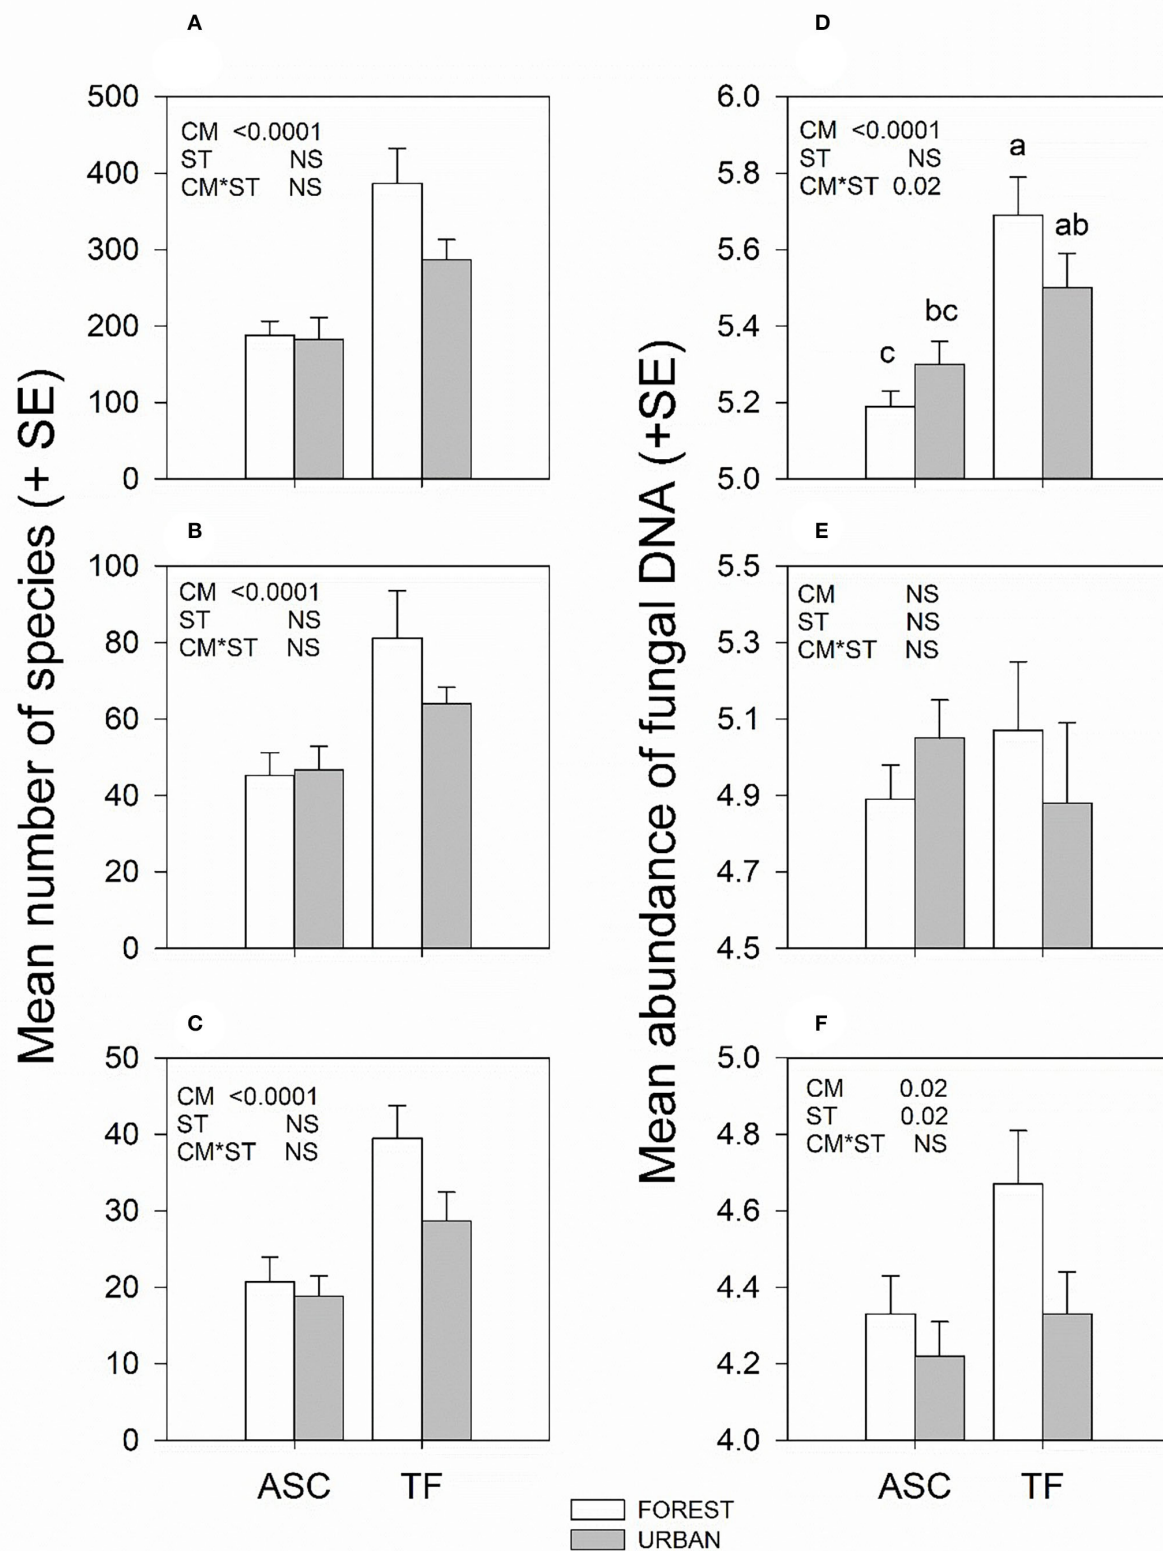 A
500
400
300
200
100
0
CM <0.0001
ST NS
CM*ST NS
B
100
80
60
40
20
0
CM <0.0001
ST NS
CM*ST NS
C
50
40
30
20
10
0
CM <0.0001
ST NS
CM*ST NS
ASC TF
Mean number of species (+ SE)
D
6.0
5.8
5.6
5.4
5.2
5.0
CM <0.0001
ST NS
CM*ST 0.02
c
bc
a
ab
E
5.5
5.3
5.1
4.9
4.7
4.5
CM NS
ST NS
CM*ST NS
F
5.0
4.8
4.6
4.4
4.2
4.0
CM 0.02
ST 0.02
CM*ST NS
ASC TF
Mean abundance of fungal DNA (+SE)
FOREST
URBAN